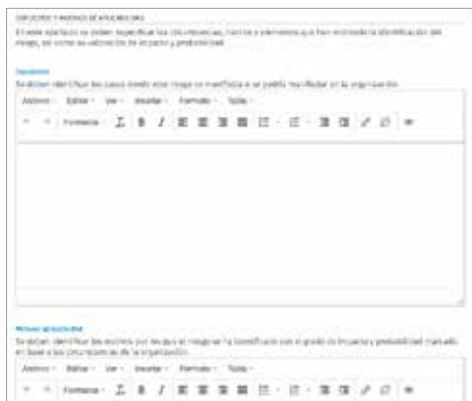 SUPUESTOS Y MOTIVOS DE APLICABILIDAD
En este apartado se deben especificar las circunstancias, hechos o elementos que han motivado la identificación del
riesgo, así como su valoración de impacto y probabilidad
Supuestos
Se deben identificar los casos donde este riesgo se manifiesta o se podría manifestar en la organización.
Archivo Editar Ver Insertar Formato Tabla
Formatos
Motivos aplicabilidad
Se deben identificar los motivos por los que el riesgo se ha identificado con el grado de impacto y probabilidad marcado,
en base a las circunstancias de la organización.
Archivo Editar Ver Insertar Formato Tabla
Formatos